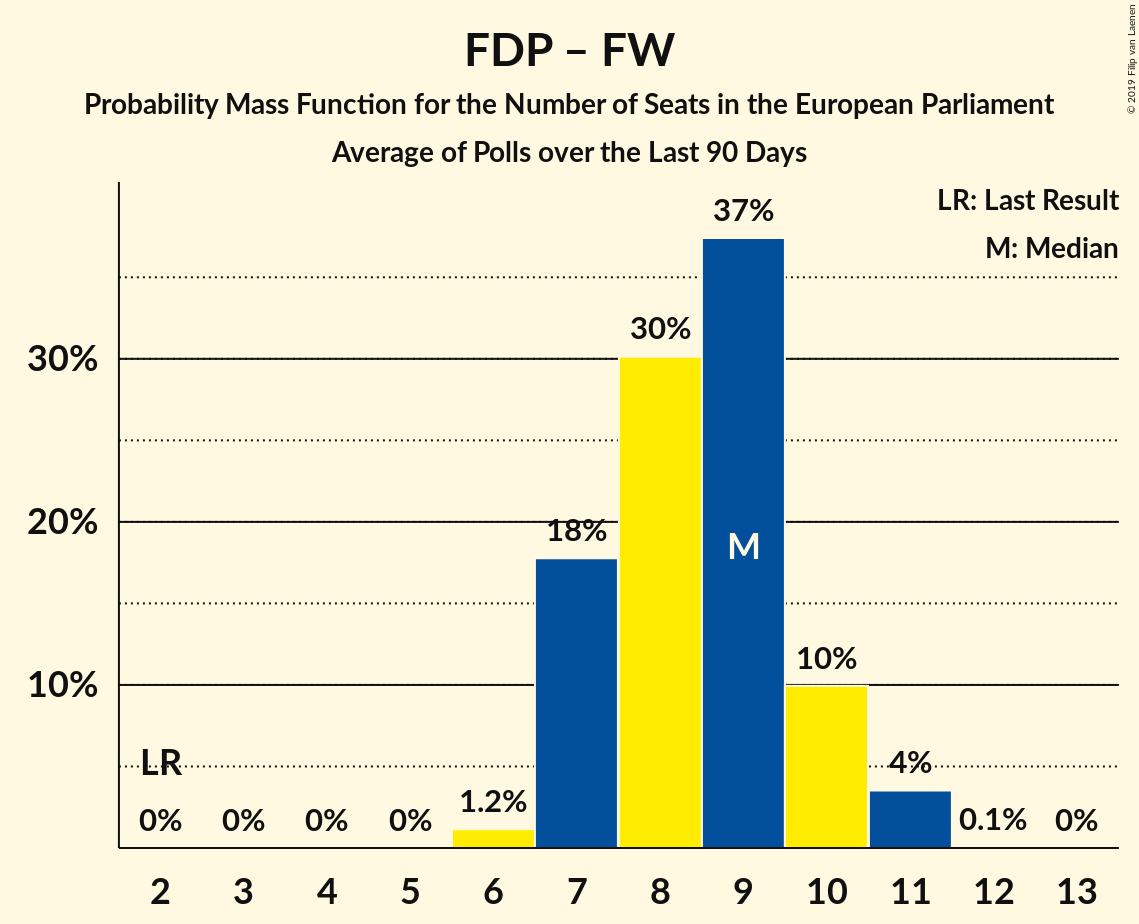 FDP – FW
Probability Mass Function for the Number of Seats in the European Parliament
Average of Polls over the Last 90 Days
© 2019 Filip van Laenen
LR: Last Result
M: Median
37%
30%
30%
20%
18%
M
10%
10%
LR
4%
0% 0% 0% 0% 1.2% 0.1% 0%
2 3 4 5 6 7 8 9 10 11 12 13